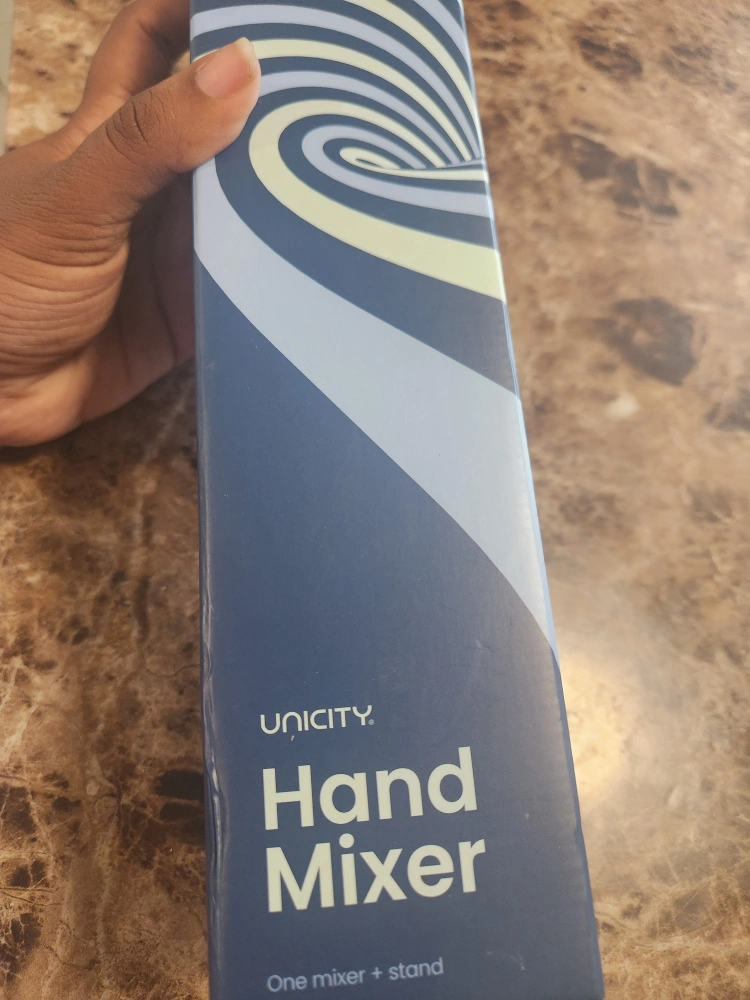 UNICITY®
Hand
Mixer
One mixer + stand